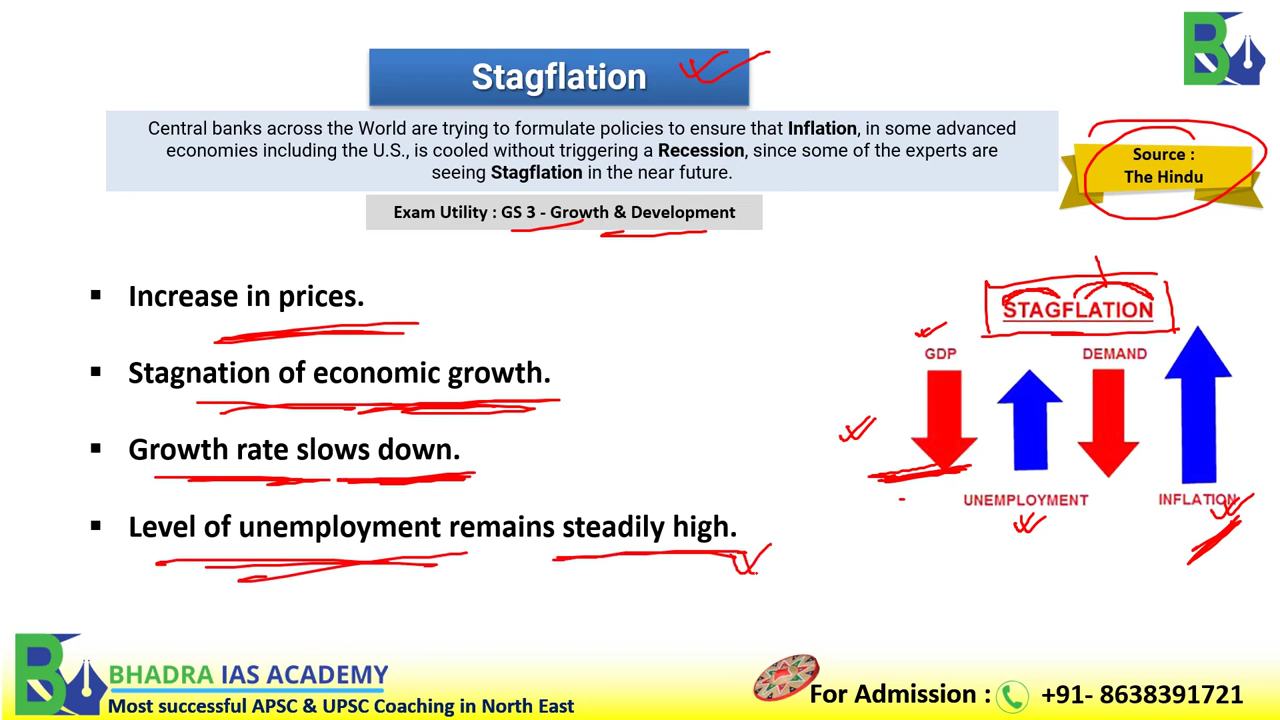 Stagflation
Central banks across the World are trying to formulate policies to ensure that Inflation, in some advanced
economies including the U.S., is cooled without triggering a Recession, since some of the experts are
seeing Stagflation in the near future.
Source :
The Hindu
Exam Utility : GS 3 - Growth & Development
▪ Increase in prices.
▪ Stagnation of economic growth.
▪ Growth rate slows down.
▪ Level of unemployment remains steadily high.
STAGFLATION
GDP
DEMAND
UNEMPLOYMENT
INFLATION
BHADRA IAS ACADEMY
Most successful APSC & UPSC Coaching in North East
For Admission : +91- 8638391721